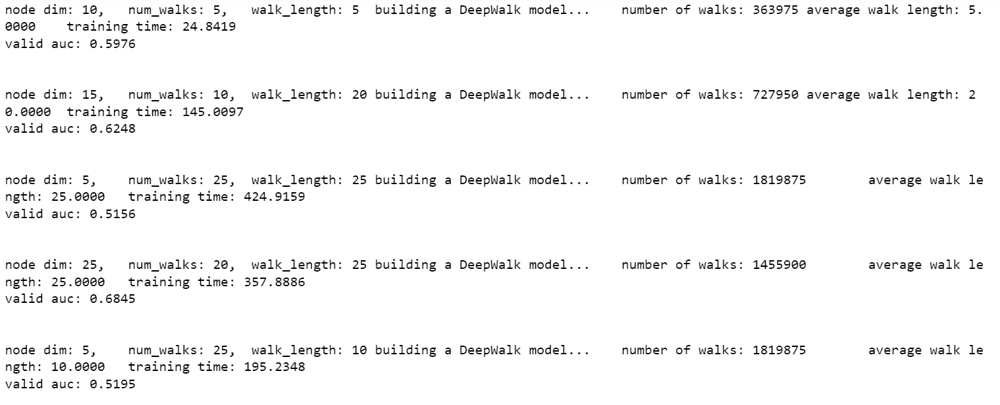 node dim: 10,   num_walks: 5,   walk_length: 5  building a DeepWalk model...    number of walks: 363975 average walk length: 5.
0000    training time: 24.8419
valid auc: 0.5976
node dim: 15,   num_walks: 10,  walk_length: 20 building a DeepWalk model...    number of walks: 727950 average walk length: 2
0.0000  training time: 145.0097
valid auc: 0.6248
node dim: 5,    num_walks: 25,  walk_length: 25 building a DeepWalk model...    number of walks: 1819875        average walk le
ngth: 25.0000   training time: 424.9159
valid auc: 0.5156
node dim: 25,   num_walks: 20,  walk_length: 25 building a DeepWalk model...    number of walks: 1455900        average walk le
ngth: 25.0000   training time: 357.8886
valid auc: 0.6845
node dim: 5,    num_walks: 25,  walk_length: 10 building a DeepWalk model...    number of walks: 1819875        average walk le
ngth: 10.0000   training time: 195.2348
valid auc: 0.5195